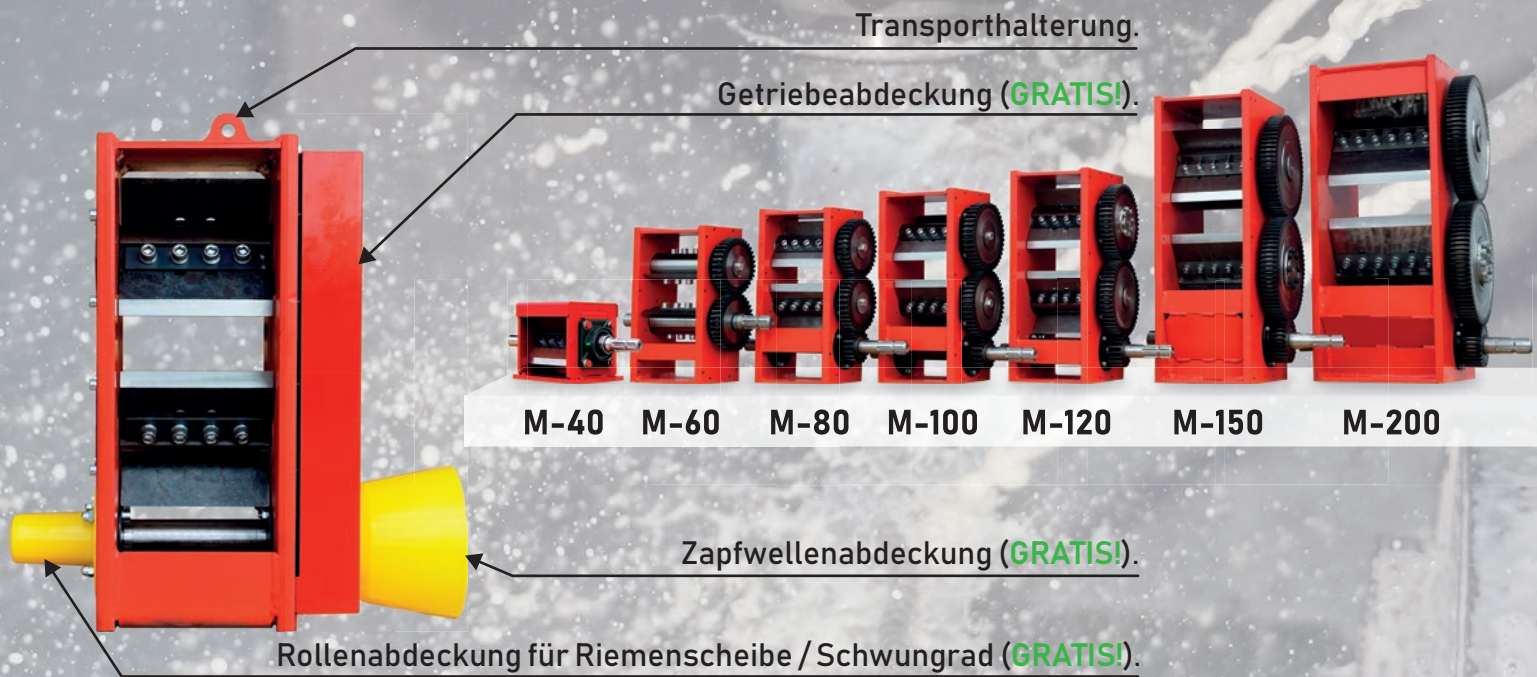 Transporthalterung.
Getriebeabdeckung (GRATIS!).
M-40 M-60 M-80 M-100 M-120 M-150 M-200
Zapfwellenabdeckung (GRATIS!).
Rollenabdeckung für Riemenscheibe / Schwungrad (GRATIS!).